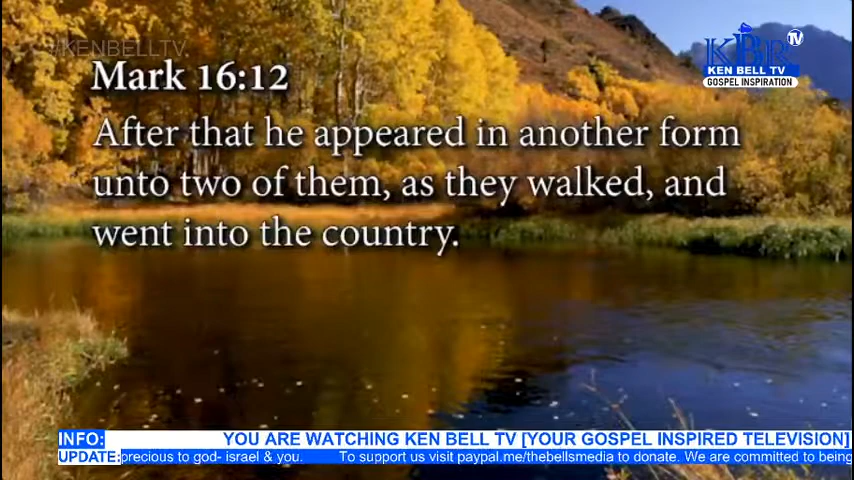 #KENBELLTV.
KBR TV
KEN BELL TV
GOSPEL INSPIRATION
Mark 16:12
After that he appeared in another form
unto two of them, as they walked, and
went into the country.
INFO: YOU ARE WATCHING KEN BELL TV [YOUR GOSPEL INSPIRED TELEVISION]
UPDATE: precious to god- israel & you. To support us visit paypal.me/thebellsmedia to donate. We are committed to being